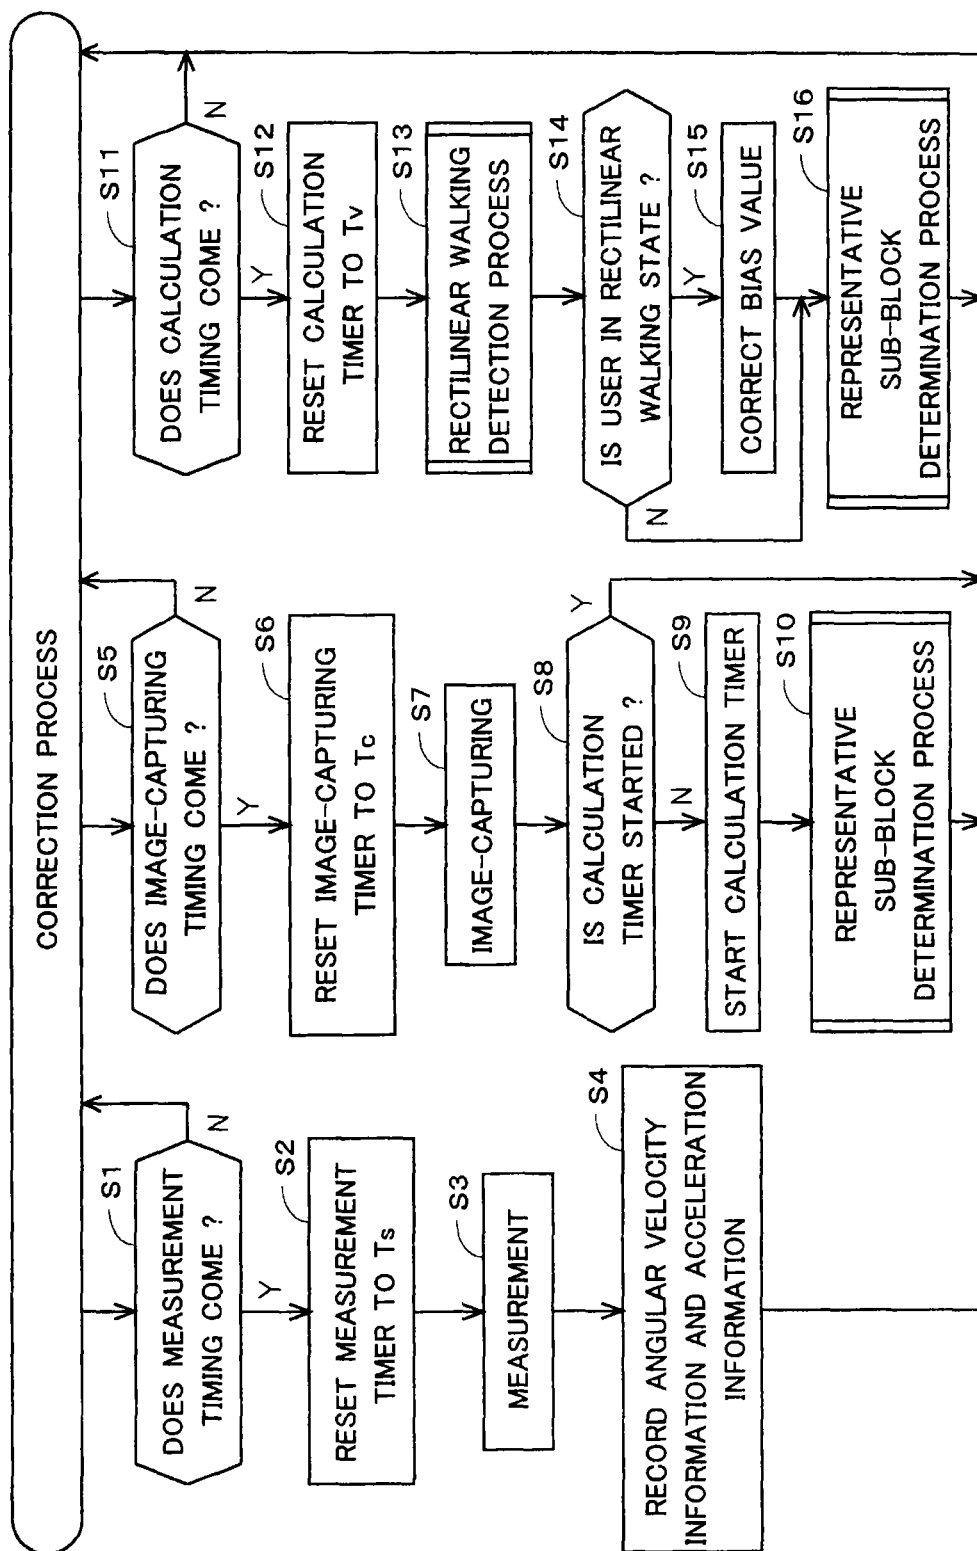 CORRECTION PROCESS
S1
DOES MEASUREMENT
TIMING COME ?
N
Y
S2
RESET MEASUREMENT
TIMER TO Ts
S3
MEASUREMENT
S4
RECORD ANGULAR VELOCITY
INFORMATION AND ACCELERATION
INFORMATION
S5
DOES IMAGE-CAPTURING
TIMING COME ?
N
Y
S6
RESET IMAGE-CAPTURING
TIMER TO Tc
S7
IMAGE-CAPTURING
S8
IS CALCULATION
TIMER STARTED ?
Y
N
S9
START CALCULATION TIMER
S10
REPRESENTATIVE
SUB-BLOCK
DETERMINATION PROCESS
S11
DOES CALCULATION
TIMING COME ?
N
Y
S12
RESET CALCULATION
TIMER TO Tv
S13
RECTILINEAR WALKING
DETECTION PROCESS
S14
IS USER IN RECTILINEAR
WALKING STATE ?
N
Y
S15
CORRECT BIAS VALUE
S16
REPRESENTATIVE
SUB-BLOCK
DETERMINATION PROCESS